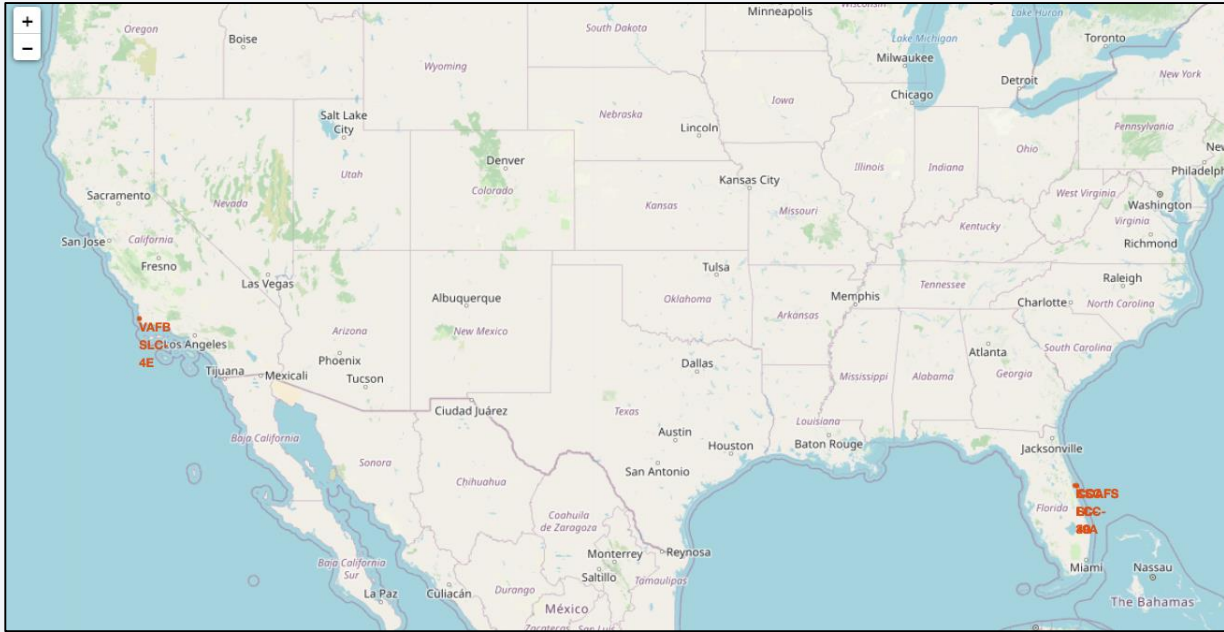 +
−
Minneapolis
Wisconsin
Lake Huron
Oregon
Boise
South Dakota
Toronto
Lake Michigan
Milwaukee
Wyoming
Detroit
New York
Chicago
Iowa
Salt Lake
City
Nebraska
Lincoln
Pennsylvania
Ohio
Illinois
Indiana
Denver
Utah
Colorado
Kansas City
Philadelph
Sacramento
Nevada
West Virginia
Washington
Kansas
Missouri
Virginia
San Jose
California
Kentucky
Richmond
Fresno
Tulsa
Las Vegas
Raleigh
Tennessee
Albuquerque
Oklahoma
Memphis
Charlotte
North Carolina
Arkansas
VAFB
SLC-
4E
Los Angeles
Arizona
New Mexico
Phoenix
Atlanta
South Carolina
Dallas
Tijuana
Mexicali
Tucson
Mississippi
Alabama
Georgia
Ciudad Juárez
Texas
Louisiana
Austin
Baja California
Houston
Baton Rouge
Jacksonville
Sonora
San Antonio
Chihuahua
Florida
Coahuila
de Zaragoza
Monterrey
Reynosa
Baja California
Sur
Saltillo
Tamaulipas
Miami
Nassau
Durango
La Paz
Culiacán
México
The Bahamas
Zacatecas